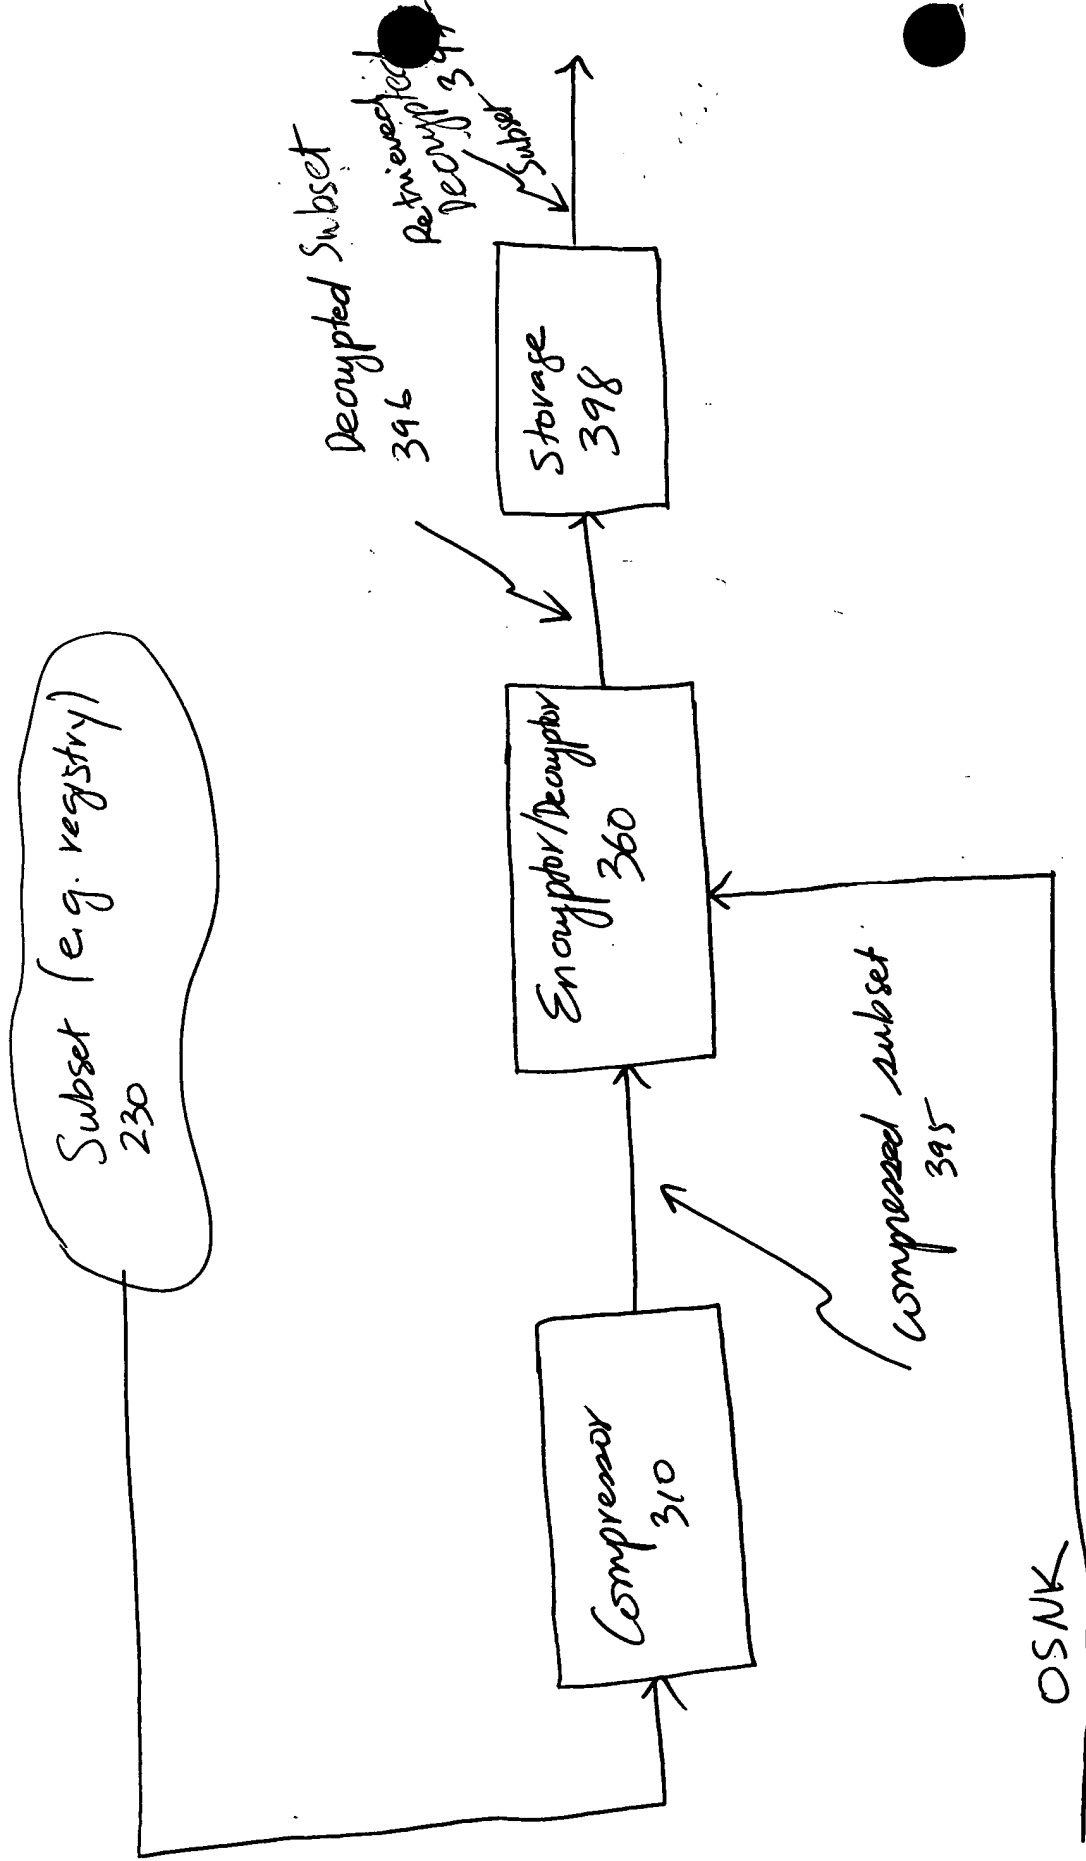 Subset (e.g. registry)
230
Decrypted Subset
396
Retrieved
Decrypted
Subset
Storage
398
Encryptor/Decryptor
360
Compressor
310
Compressed subset
395
OSNK